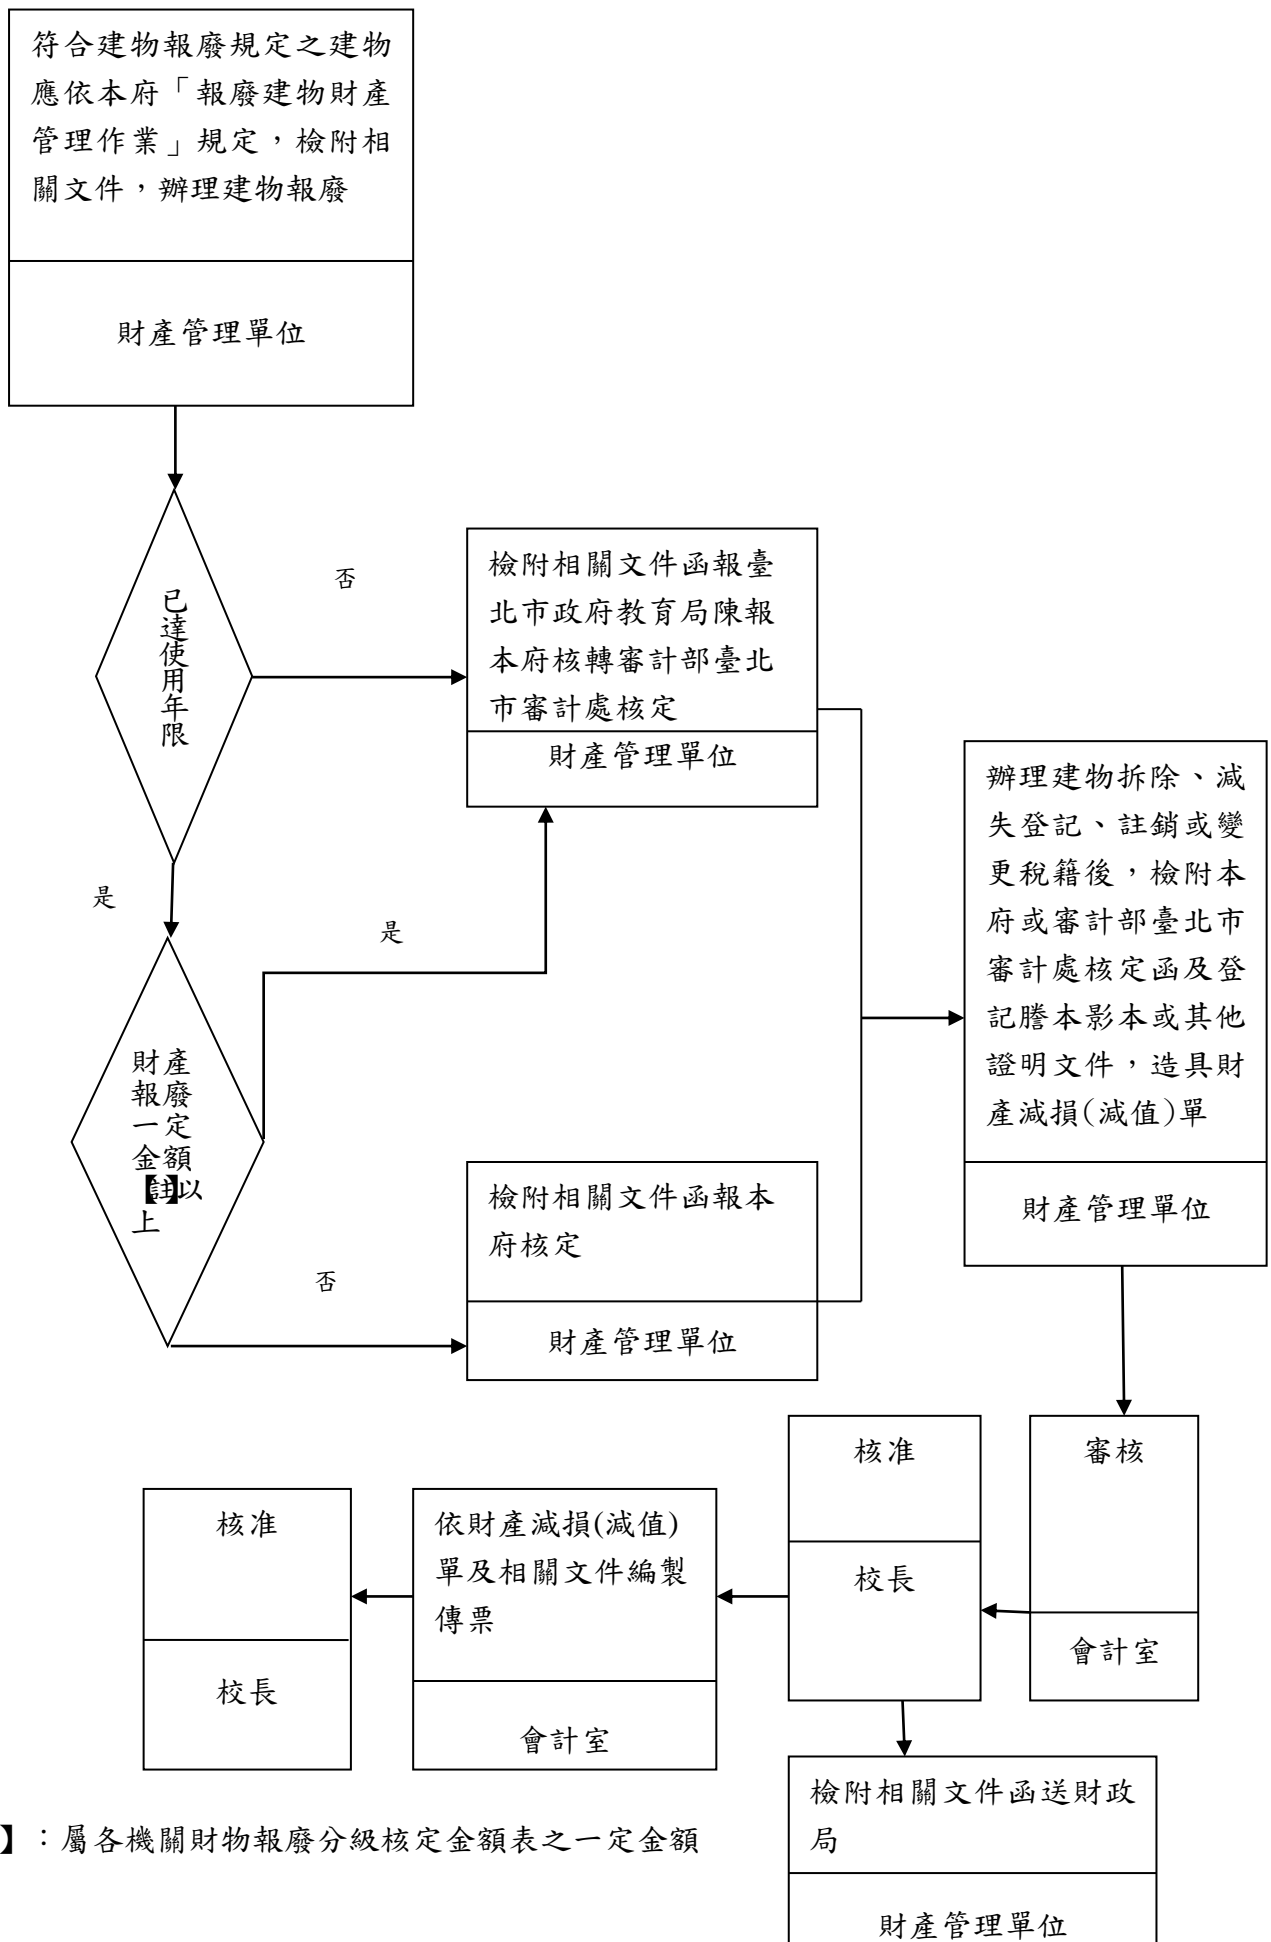 符合建物報廢規定之建物
應依本府「報廢建物財產
管理作業」規定，檢附相
關文件，辦理建物報廢
財產管理單位
已達使用年限
否
檢附相關文件函報臺
北市政府教育局陳報
本府核轉審計部臺北
市審計處核定
財產管理單位
是
是
財產
報廢
一定
金額
【註】以
上
否
檢附相關文件函報本
府核定
財產管理單位
辦理建物拆除、減
失登記、註銷或變
更稅籍後，檢附本
府或審計部臺北市
審計處核定函及登
記謄本影本或其他
證明文件，造具財
產減損(減值)單
財產管理單位
審核
會計室
核准
校長
依財產減損(減值)
單及相關文件編製
傳票
會計室
核准
校長
檢附相關文件函送財政
局
財產管理單位
】：屬各機關財物報廢分級核定金額表之一定金額